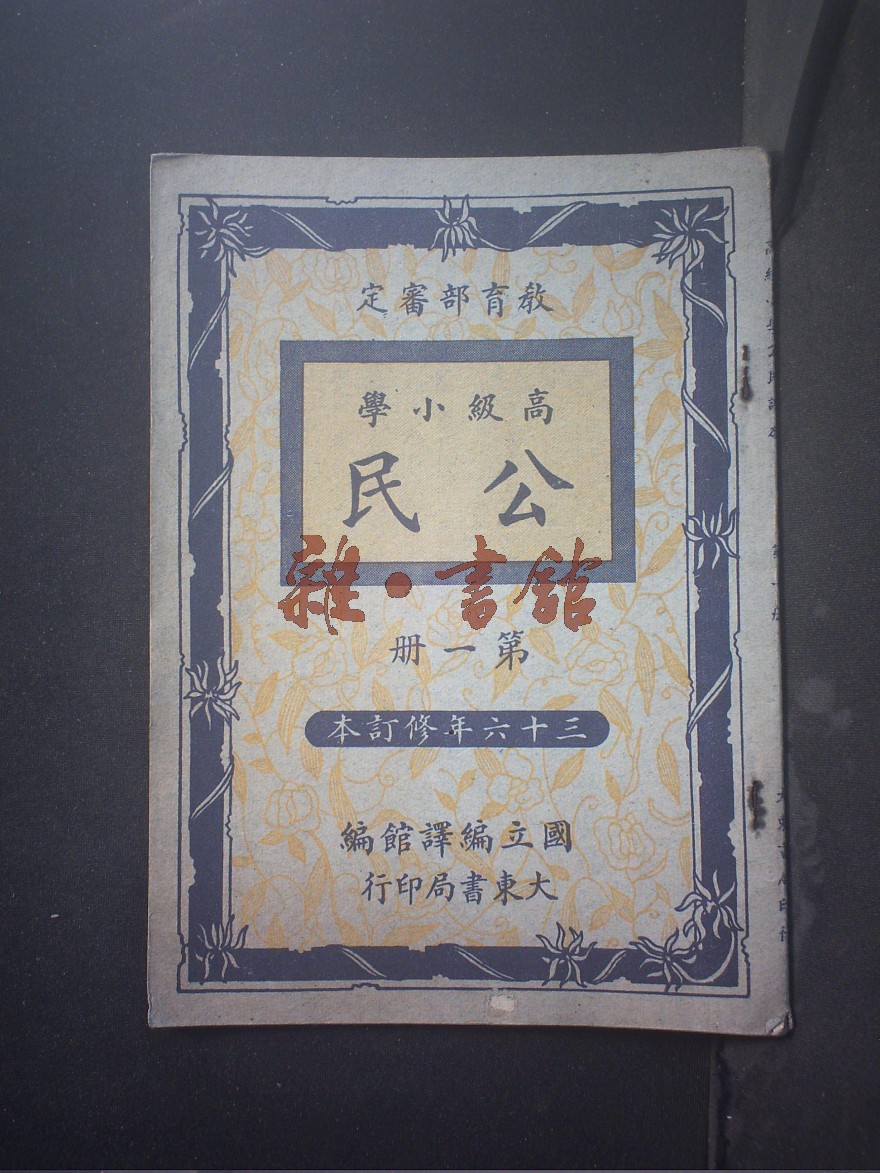 教育部審定
高級小學
公民
雜·書館
第一册
三十六年修訂本
國立編譯館編
大東書局印行